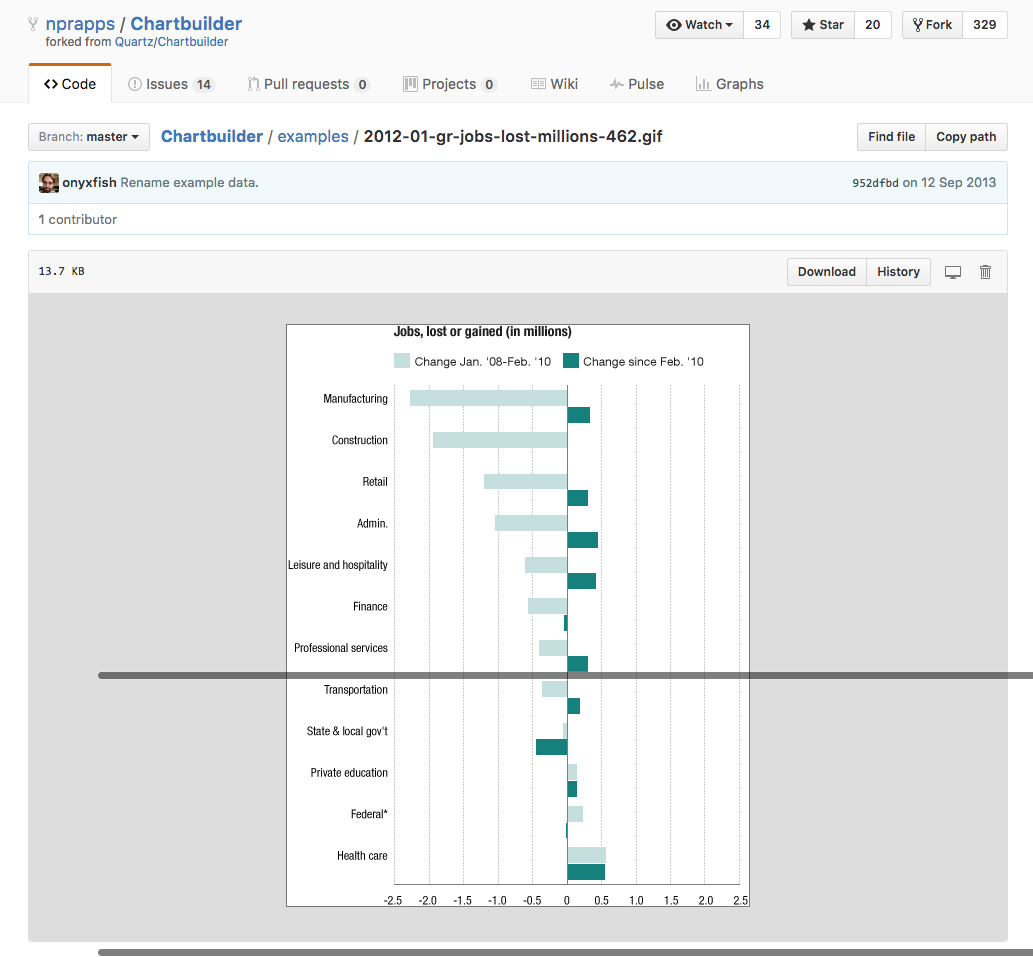 nprapps / Chartbuilder
forked from Quartz/Chartbuilder
Watch 34 Star 20 Fork 329
Code Issues 14 Pull requests 0 Projects 0 Wiki Pulse Graphs
Branch: master Chartbuilder / examples / 2012-01-gr-jobs-lost-millions-462.gif Find file Copy path
onyxfish Rename example data. 952dfbd on 12 Sep 2013
1 contributor
13.7 KB Download History
Jobs, lost or gained (in millions)
Change Jan. '08-Feb. '10 Change since Feb. '10
Manufacturing
Construction
Retail
Admin.
Leisure and hospitality
Finance
Professional services
Transportation
State & local gov't
Private education
Federal*
Health care
-2.5 -2.0 -1.5 -1.0 -0.5 0 0.5 1.0 1.5 2.0 2.5